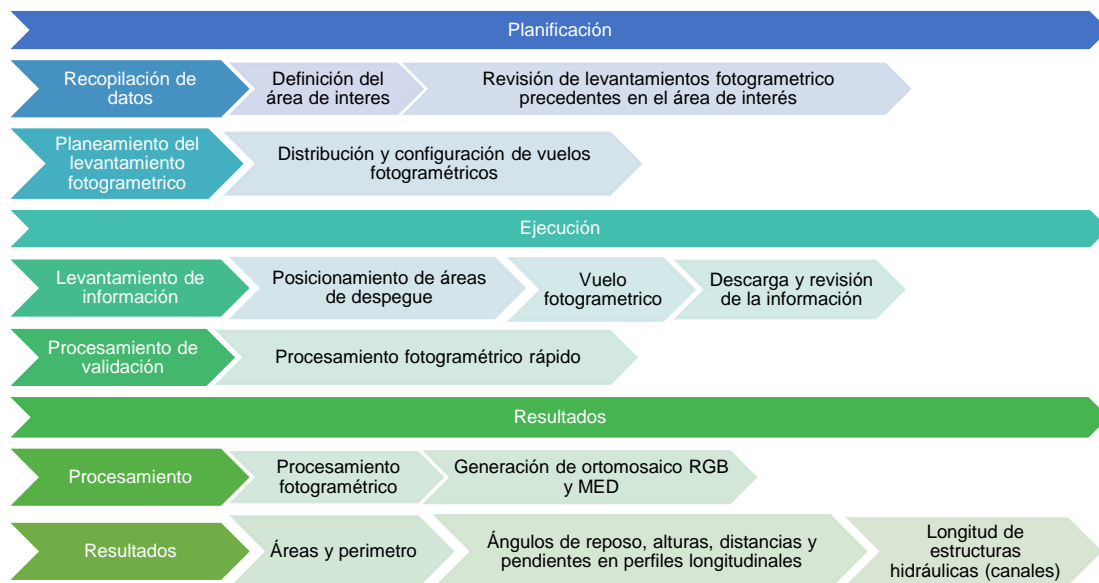 Planificación
Recopilación de
datos
Definición del
área de interes
Revisión de levantamientos fotogrametrico
precedentes en el área de interés
Planeamiento del
levantamiento
fotogrametrico
Distribución y configuración de vuelos
fotogramétricos
Ejecución
Levantamiento de
información
Posicionamiento de áreas
de despegue
Vuelo
fotogrametrico
Descarga y revisión
de la información
Procesamiento de
validación
Procesamiento fotogramétrico rápido
Resultados
Procesamiento
Procesamiento
fotogramétrico
Generación de ortomosaico RGB
y MED
Resultados
Áreas y perimetro
Ángulos de reposo, alturas, distancias y
pendientes en perfiles longitudinales
Longitud de
estructuras
hidráulicas (canales)